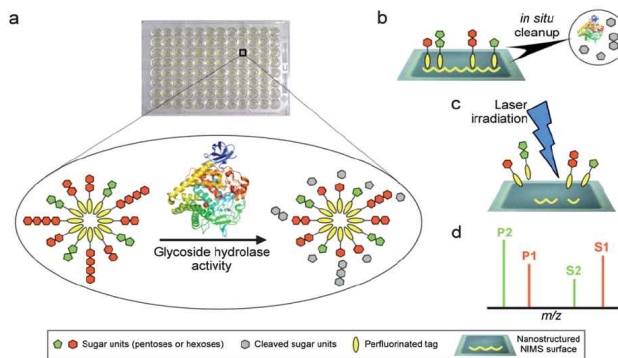 a
Glycoside hydrolase
activity
b
in situ
cleanup
c
Laser
irradiation
d
P2
P1
S2
S1
m/z
Sugar units (pentoses or hexoses)
Cleaved sugar units
Perfluorinated tag
Nanostructured
NIMS surface